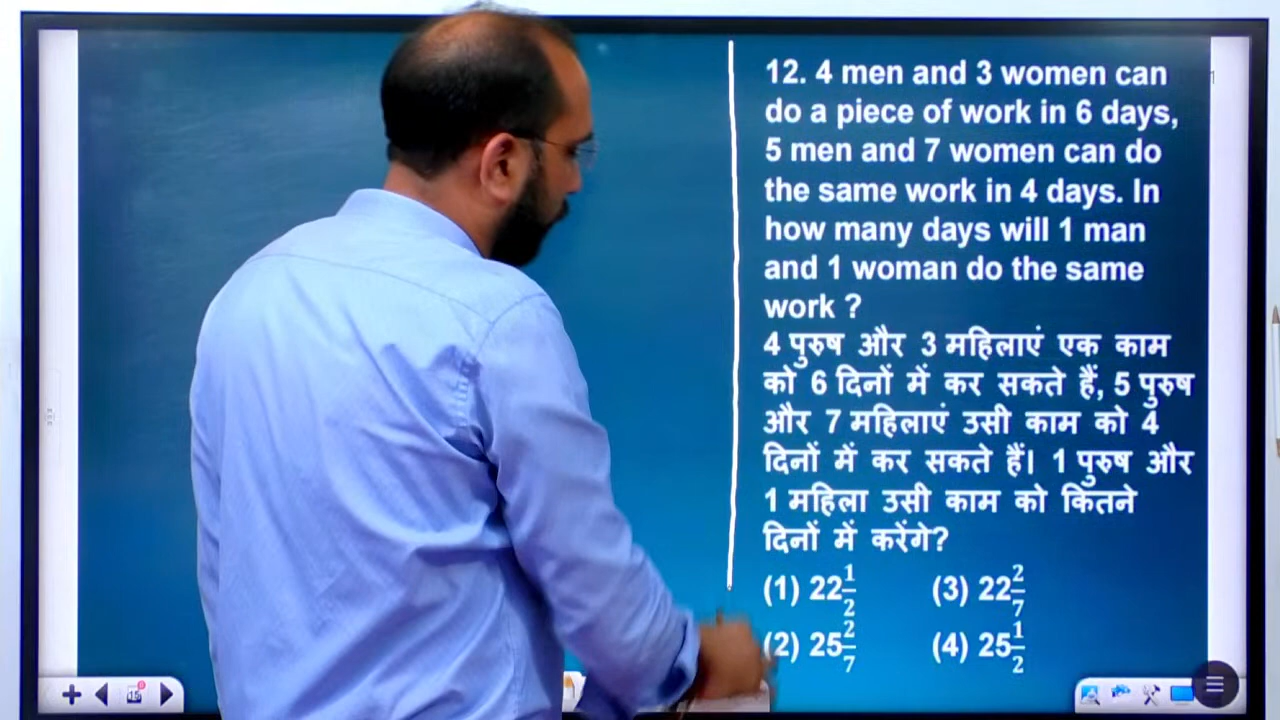 12. 4 men and 3 women can
do a piece of work in 6 days,
5 men and 7 women can do
the same work in 4 days. In
how many days will 1 man
and 1 woman do the same
work ?
4 पुरुष और 3 महिलाएं एक काम
को 6 दिनों में कर सकते हैं, 5 पुरुष
और 7 महिलाएं उसी काम को 4
दिनों में कर सकते हैं। 1 पुरुष और
1 महिला उसी काम को कितने
दिनों में करेंगे?
(1) 22 1/2 (3) 22 2/7
(2) 25 2/7 (4) 25 1/2